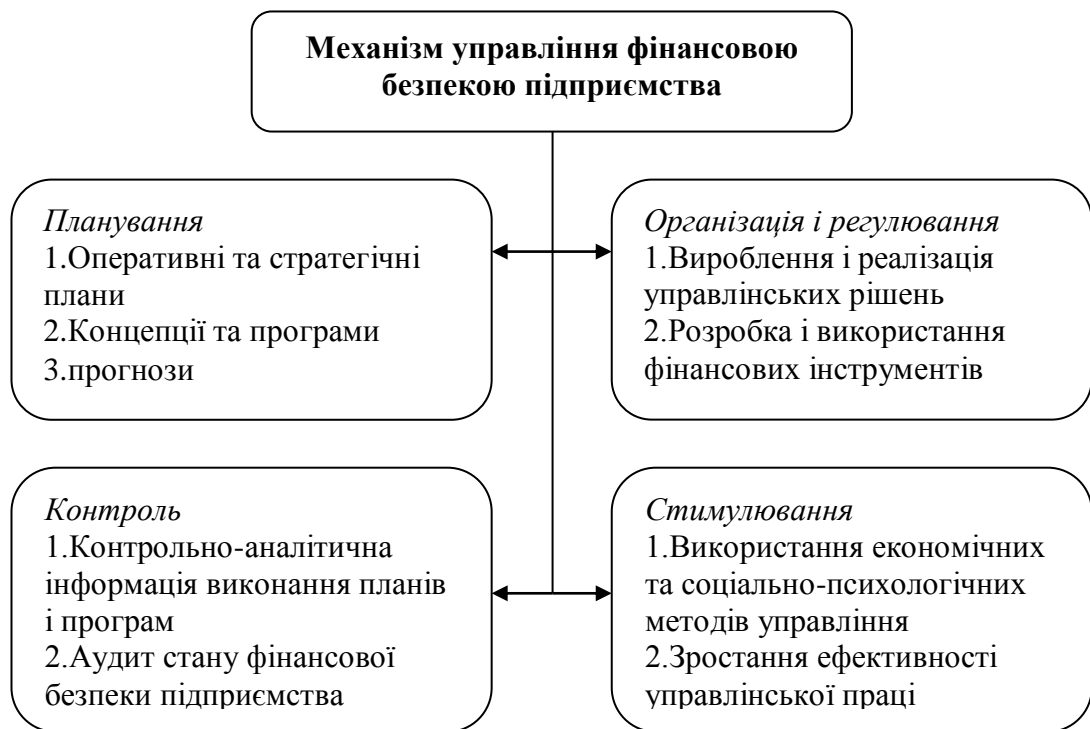 Механізм управління фінансовою
безпекою підприємства
Планування
1.Оперативні та стратегічні
плани
2.Концепції та програми
3.прогнози
Організація і регулювання
1.Вироблення і реалізація
управлінських рішень
2.Розробка і використання
фінансових інструментів
Контроль
1.Контрольно-аналітична
інформація виконання планів
і програм
2.Аудит стану фінансової
безпеки підприємства
Стимулювання
1.Використання економічних
та соціально-психологічних
методів управління
2.Зростання ефективності
управлінської праці